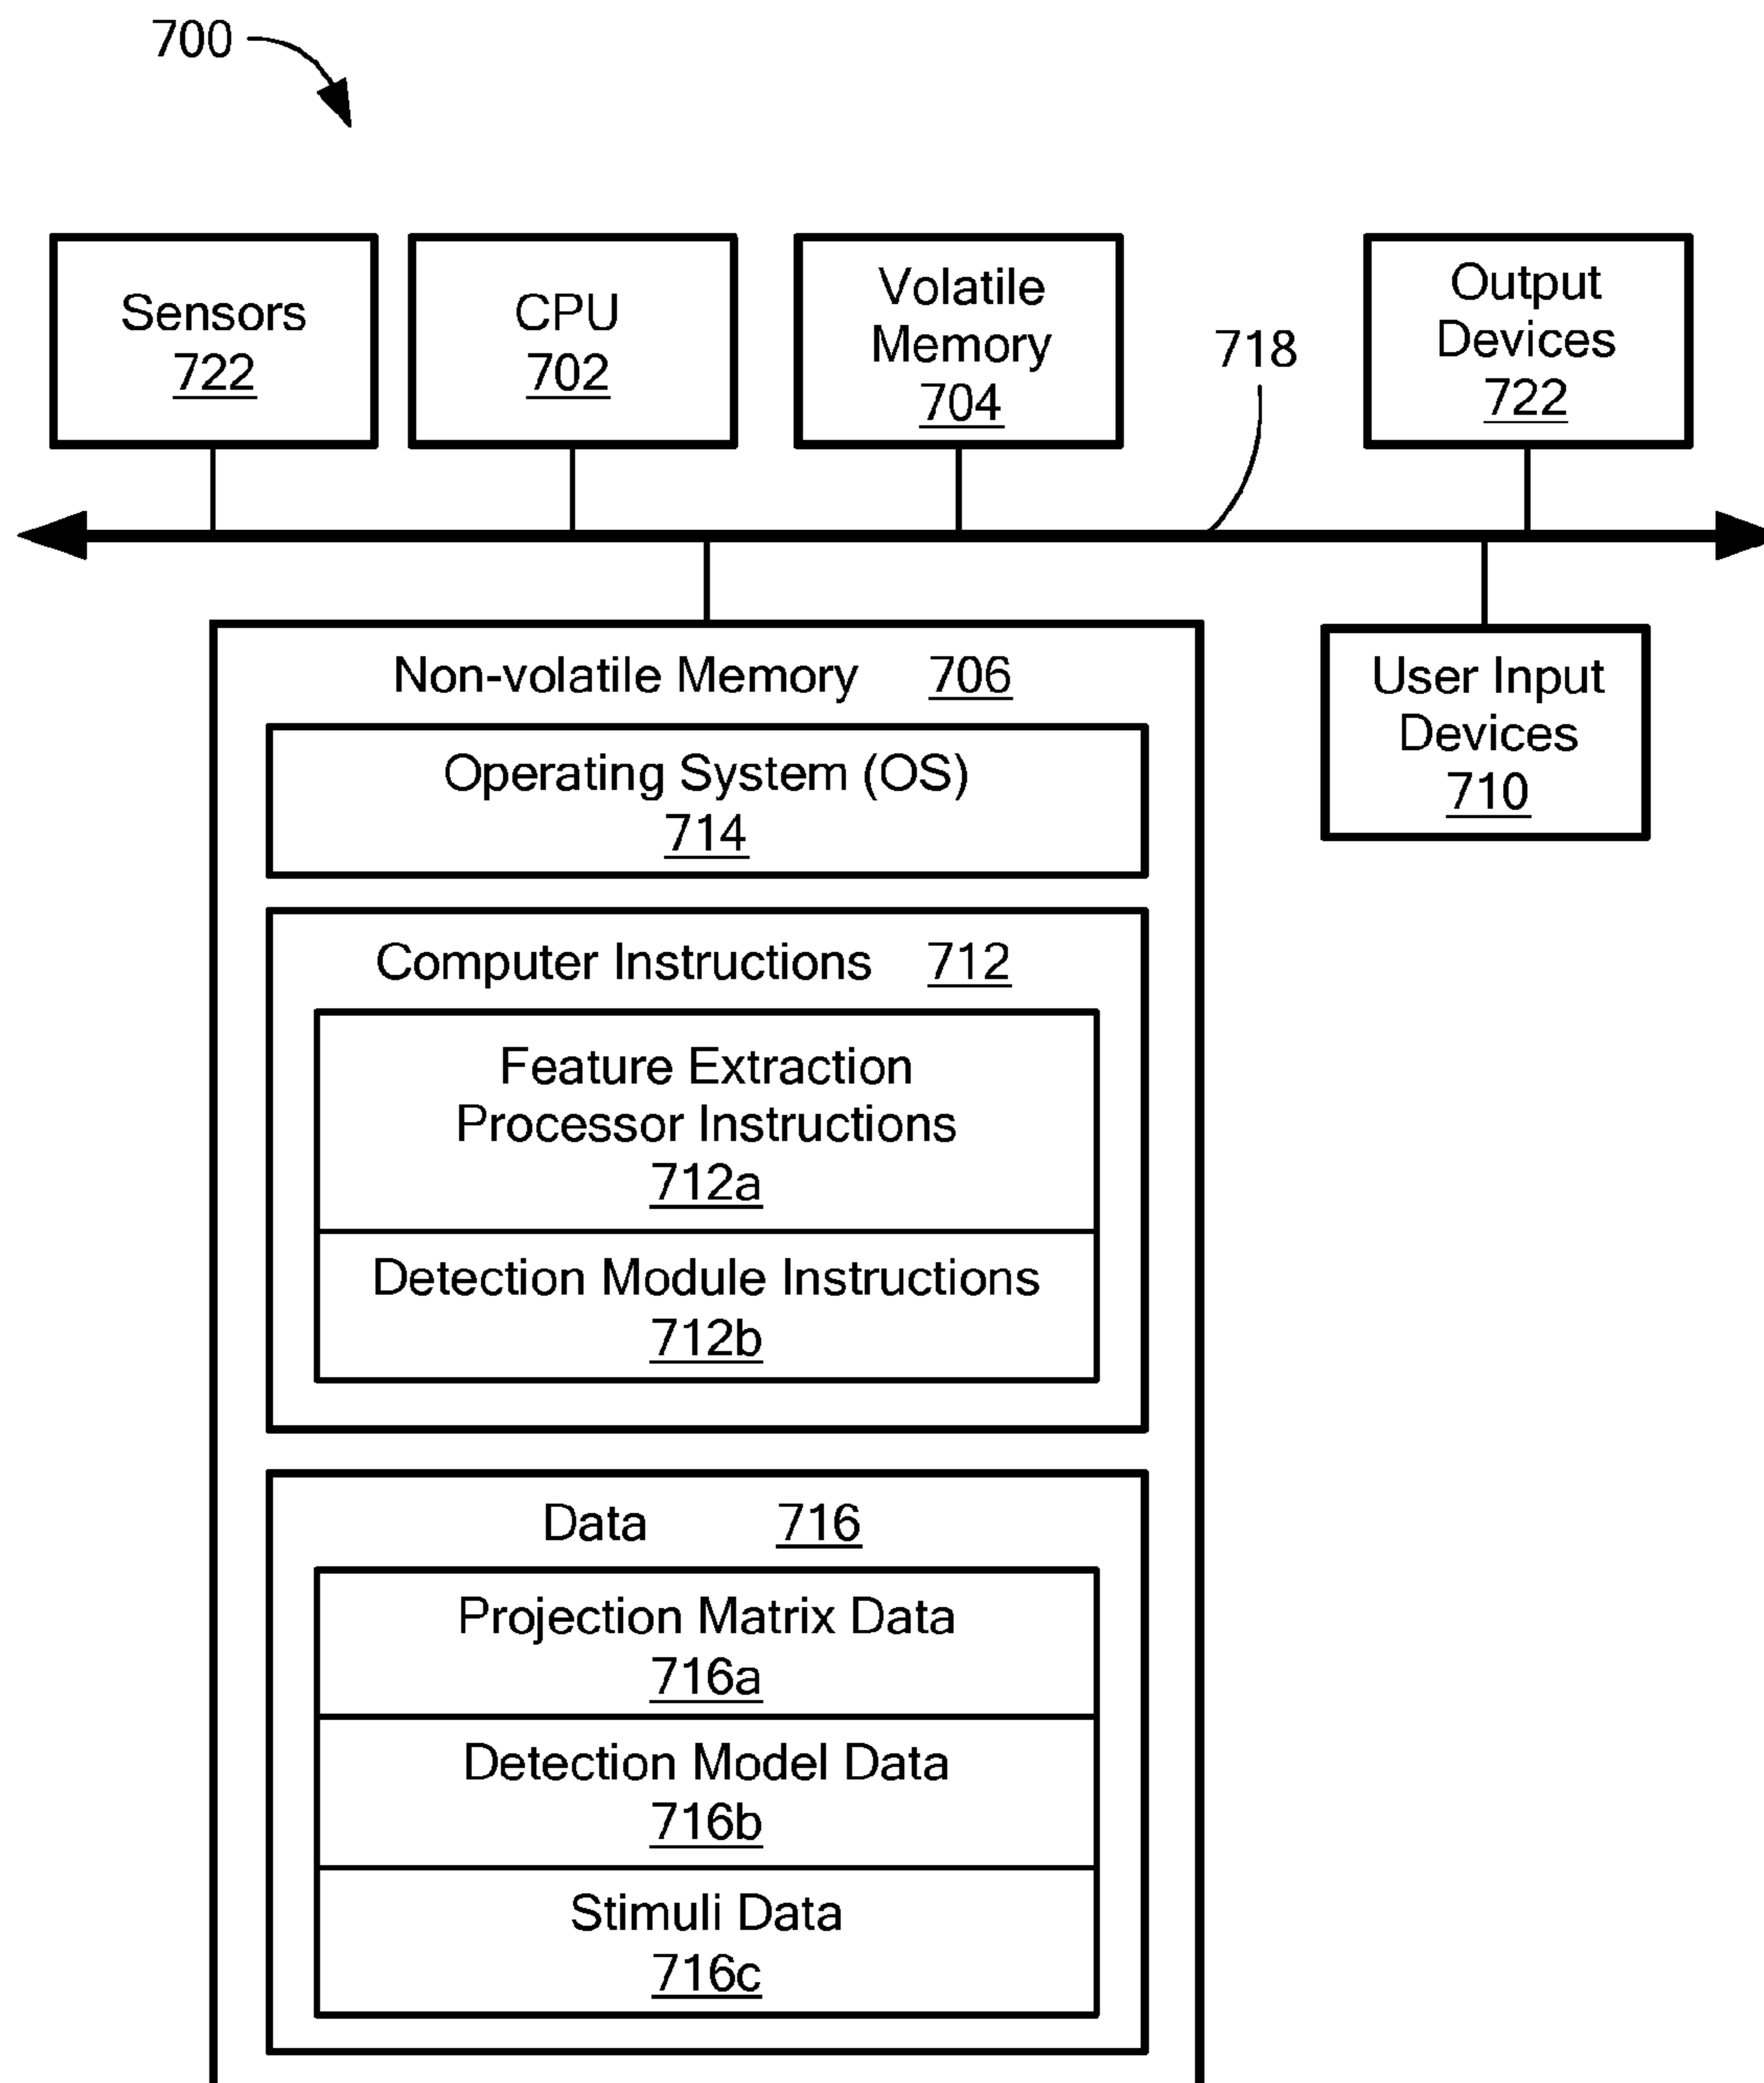 700
Sensors
722
CPU
702
Volatile
Memory
704
718
Output
Devices
722
Non-volatile Memory 706
Operating System (OS)
714
User Input
Devices
710
Computer Instructions 712
Feature Extraction
Processor Instructions
712a
Detection Module Instructions
712b
Data 716
Projection Matrix Data
716a
Detection Model Data
716b
Stimuli Data
716c